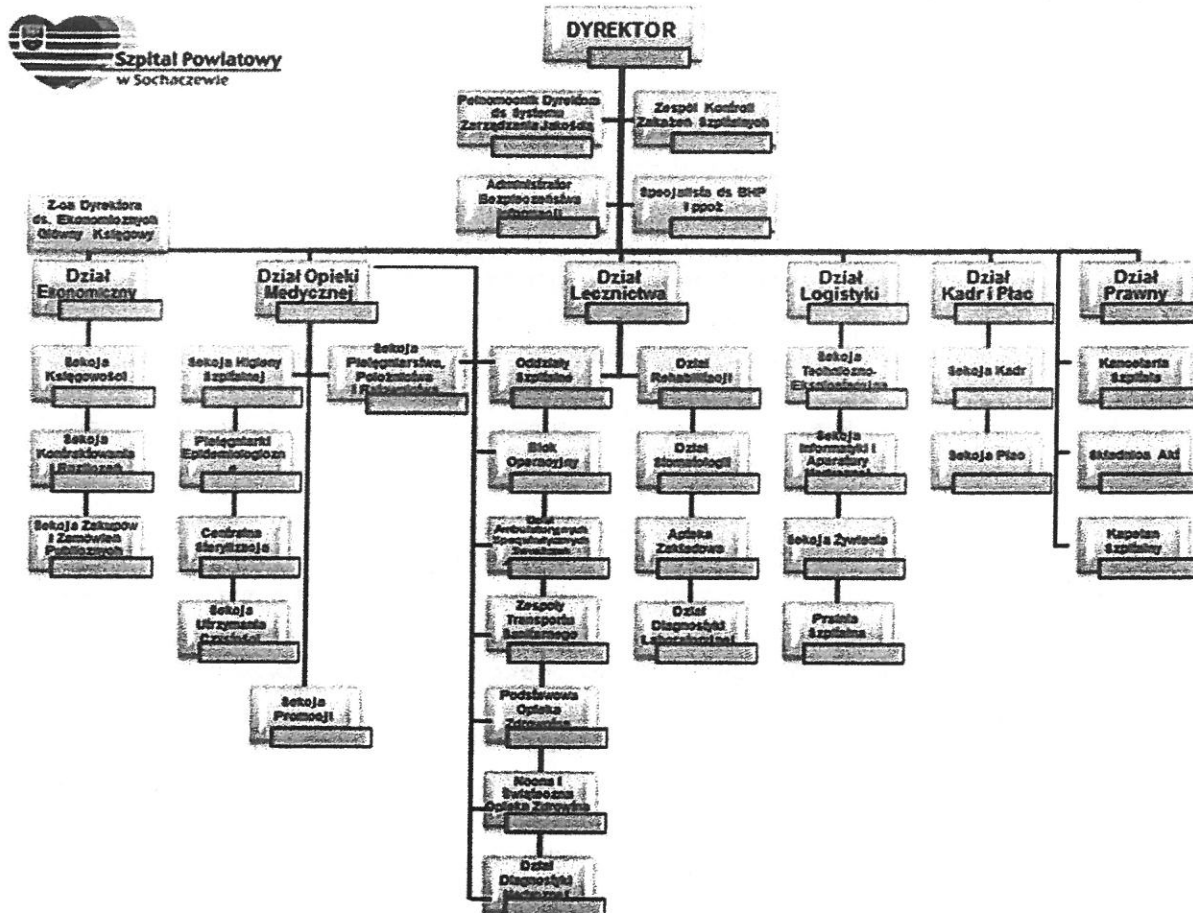 Szpital Powiatowy
w Sochaczewie
DYREKTOR
Pełnomocnik Dyrektora
ds Systemu
Zarządzania Jakością
Zespół Kontroli
Zakażeń Szpitalnych
Administrator
Bezpieczeństwa
Informacji
Specjalista ds BHP
i ppoż
Z-ca Dyrektora
ds. Ekonomicznych
Główny Księgowy
Dział
Ekonomiczny
Dział Opieki
Medycznej
Dział
Lecznictwa
Dział
Logistyki
Dział
Kadr i Płac
Dział
Prawny
Sekcja
Księgowości
Sekcja Higieny
Szpitalnej
Sekcja
Pielęgniarstwa,
Położnictwa
Oddziały
Szpitalne
Dział
Rehabilitacji
Sekcja
Techniczno-
Sekcja Kadr
Kancelaria
Szpitala
Sekcja
Kontraktowania
i Rozliczeń
Pielęgniarki
Epidemiologiczn
e
Blok
Operacyjny
Dział
Stomatologii
Sekcja
Informatyki i
Aparatury
Sekcja Płac
Składnica Akt
Sekcja Zakupów
i Zamówień
Publicznych
Centralna
Sterylizacja
Dział
Ambulatoryjnych
Specjalistycznych
Apteka
Zakładowa
Sekcja Żywienia
Kapelan
Szpitalny
Sekcja
Utrzymania
Czystości
Zespoły
Transportu
Sanitarnego
Dział
Diagnostyki
Laboratoryjnej
Pralnia
Szpitalna
Sekcja
Promocji
Podstawowa
Opieka
Zdrowotna
Nocna i
Świąteczna
Opieka Zdrowotna
Dział
Diagnostyki